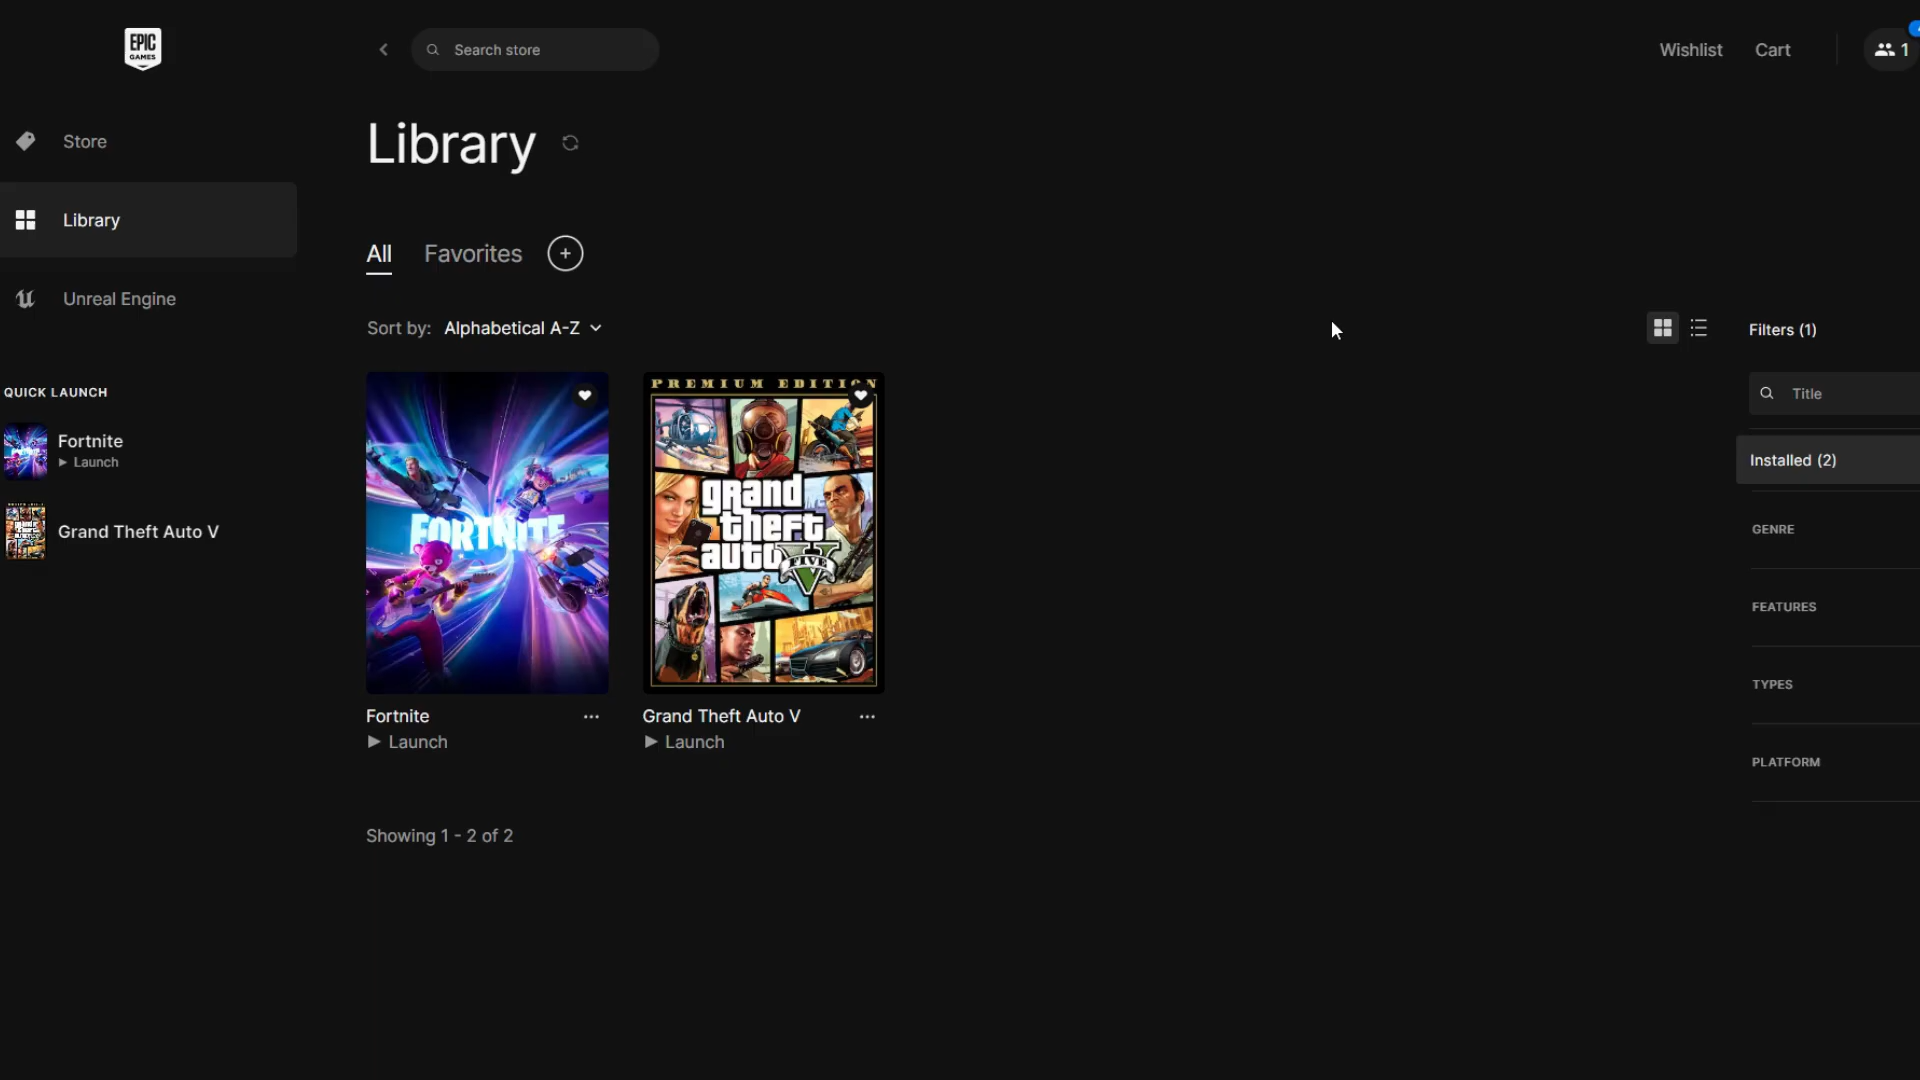 EPIC
GAMES
Search store
Wishlist
Cart
1
Store
Library
Unreal Engine
QUICK LAUNCH
Fortnite
Launch
Grand Theft Auto V
Library
All
Favorites
Sort by: Alphabetical A-Z
FORTNITE
PREMIUM EDITION
grand
theft
auto
FIVE
V
Fortnite
Launch
Grand Theft Auto V
Launch
Showing 1 - 2 of 2
Filters (1)
Title
Installed (2)
GENRE
FEATURES
TYPES
PLATFORM